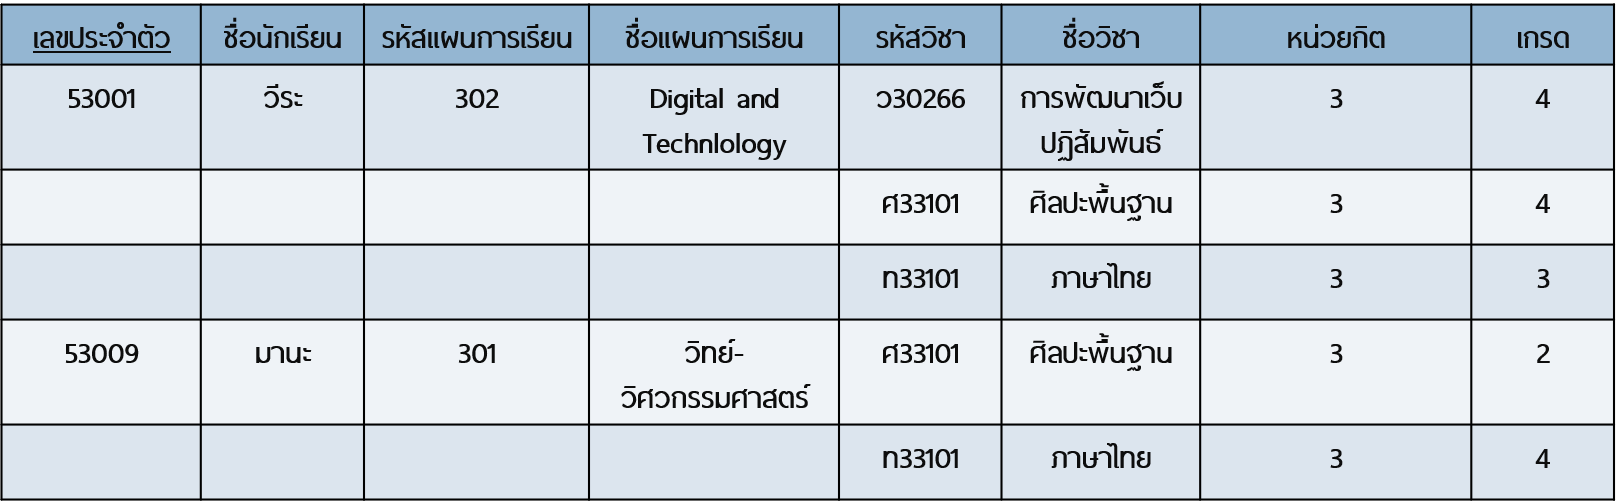 เลขประจำตัว ชื่อนักเรียน รหัสแผนการเรียน ชื่อแผนการเรียน รหัสวิชา ชื่อวิชา หน่วยกิต เกรด
53001 วีระ 302 Digital and ว30266 การพัฒนาเว็บ 3 4
Technlology ปฏิสัมพันธ์
ศ33101 ศิลปะพื้นฐาน 3 4
ท33101 ภาษาไทย 3 3
53009 มานะ 301 วิทย์- ศ33101 ศิลปะพื้นฐาน 3 2
วิศวกรรมศาสตร์
ท33101 ภาษาไทย 3 4